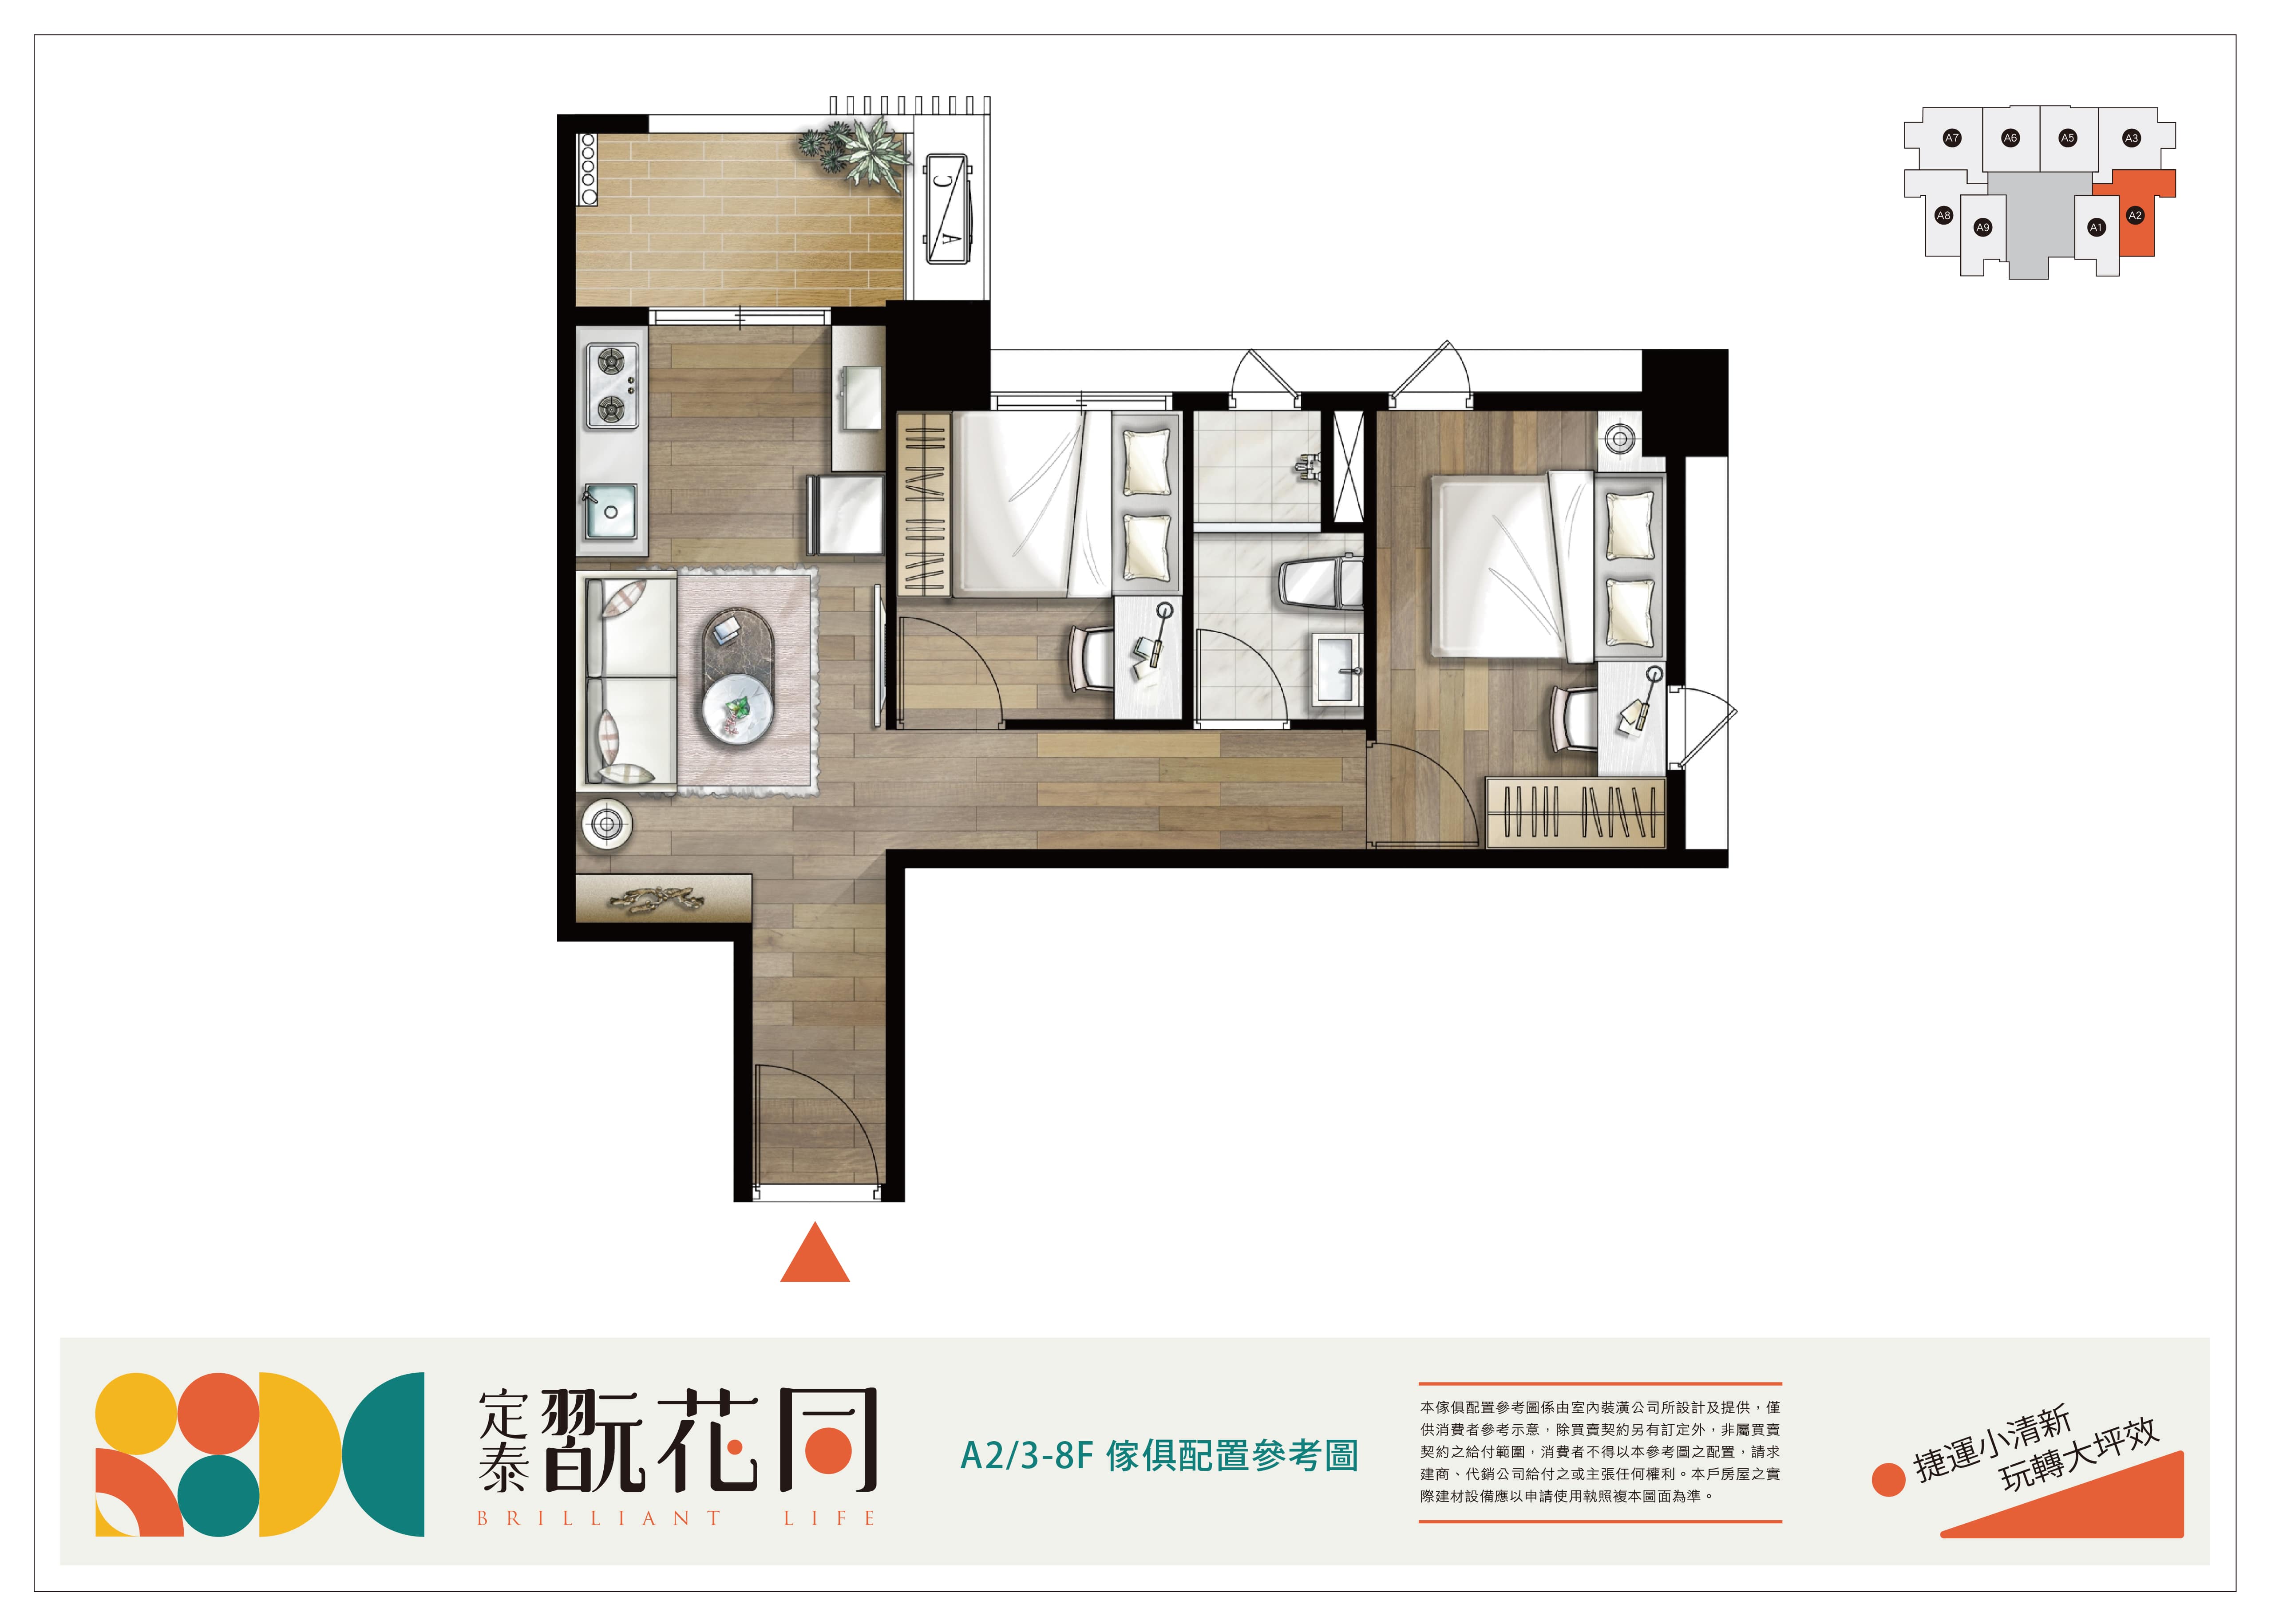 A7
A6
A5
A3
A8
A9
A1
A2
A
C
定泰
翫花同
BRILLIANT LIFE
A2/3-8F 傢俱配置參考圖
本傢俱配置參考圖係由室內裝潢公司所設計及提供，僅
供消費者參考示意，除買賣契約另有訂定外，非屬買賣
契約之給付範圍，消費者不得以本參考圖之配置，請求
建商、代銷公司給付之或主張任何權利。本戶房屋之實
際建材設備應以申請使用執照複本圖面為準。
捷運小清新
玩轉大坪效